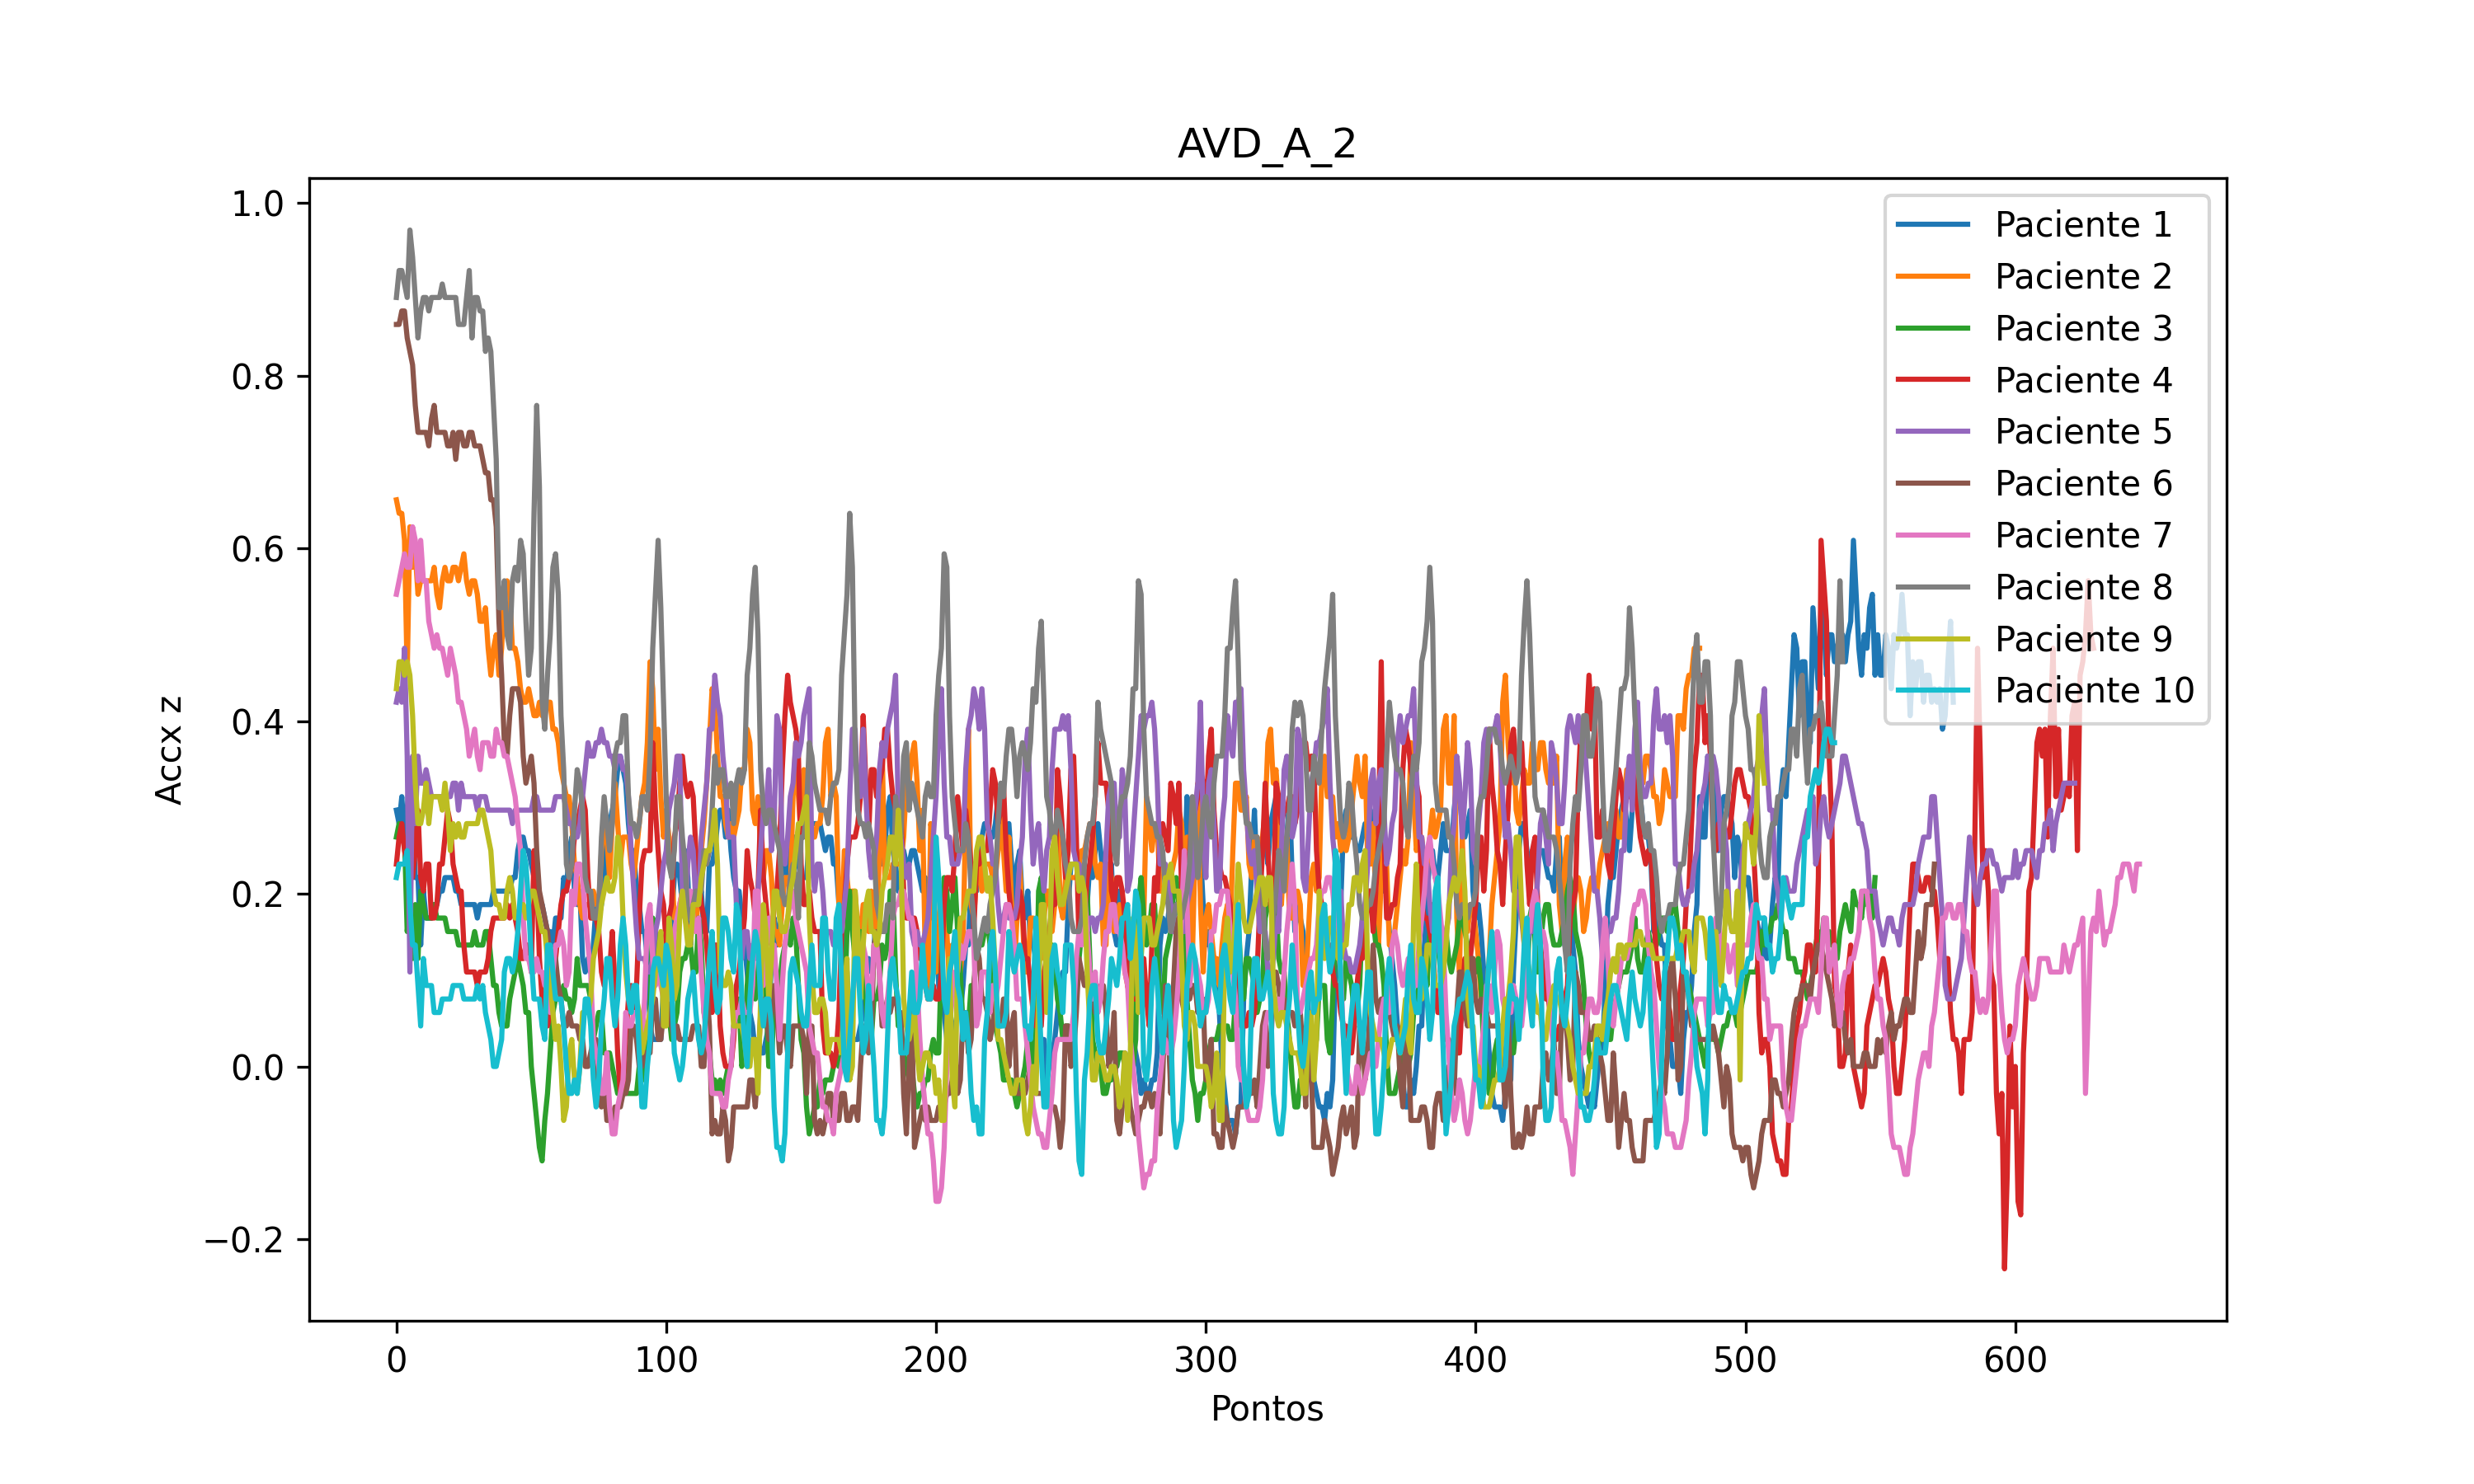 AVD_A_2
1.0
0.8
0.6
0.4
0.2
0.0
−0.2
Accx z
0 100 200 300 400 500 600
Pontos
Paciente 1
Paciente 2
Paciente 3
Paciente 4
Paciente 5
Paciente 6
Paciente 7
Paciente 8
Paciente 9
Paciente 10